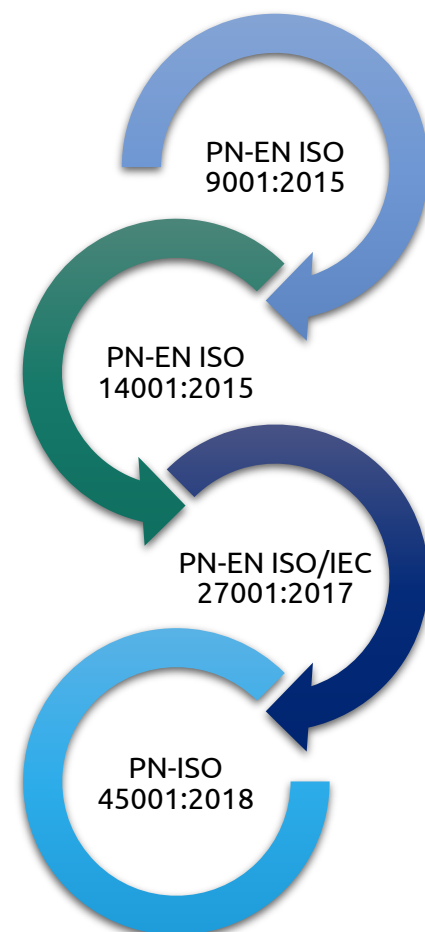 PN-EN ISO
9001:2015
PN-EN ISO
14001:2015
PN-EN ISO/IEC
27001:2017
PN-ISO
45001:2018